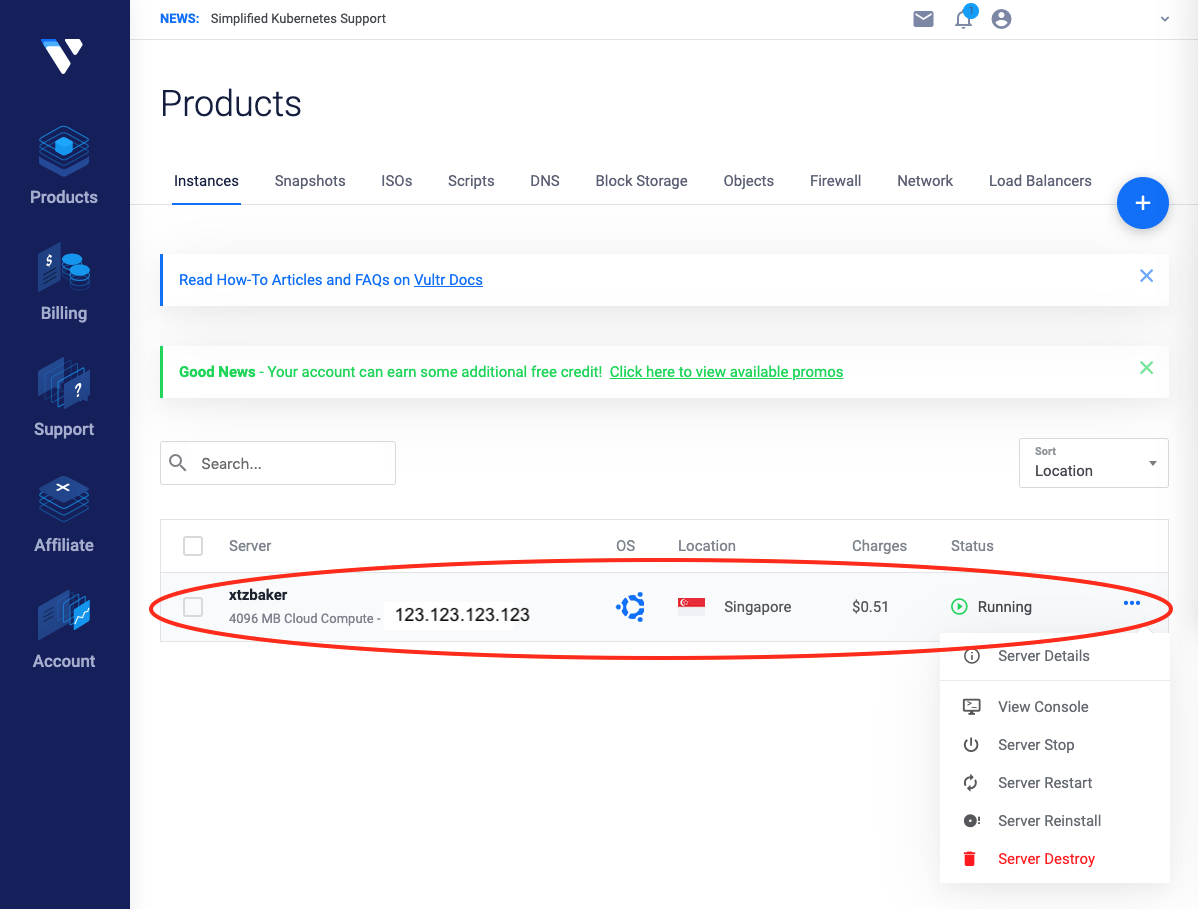 NEWS: Simplified Kubernetes Support
1
Products
Instances Snapshots ISOs Scripts DNS Block Storage Objects Firewall Network Load Balancers
+
Products
$
Billing
?
Support
Affiliate
Account
Read How-To Articles and FAQs on Vultr Docs
Good News - Your account can earn some additional free credit! Click here to view available promos
Search...
Sort
Location
Server OS Location Charges Status
xtzbaker
4096 MB Cloud Compute - 123.123.123.123 Singapore $0.51 Running
Server Details
View Console
Server Stop
Server Restart
Server Reinstall
Server Destroy